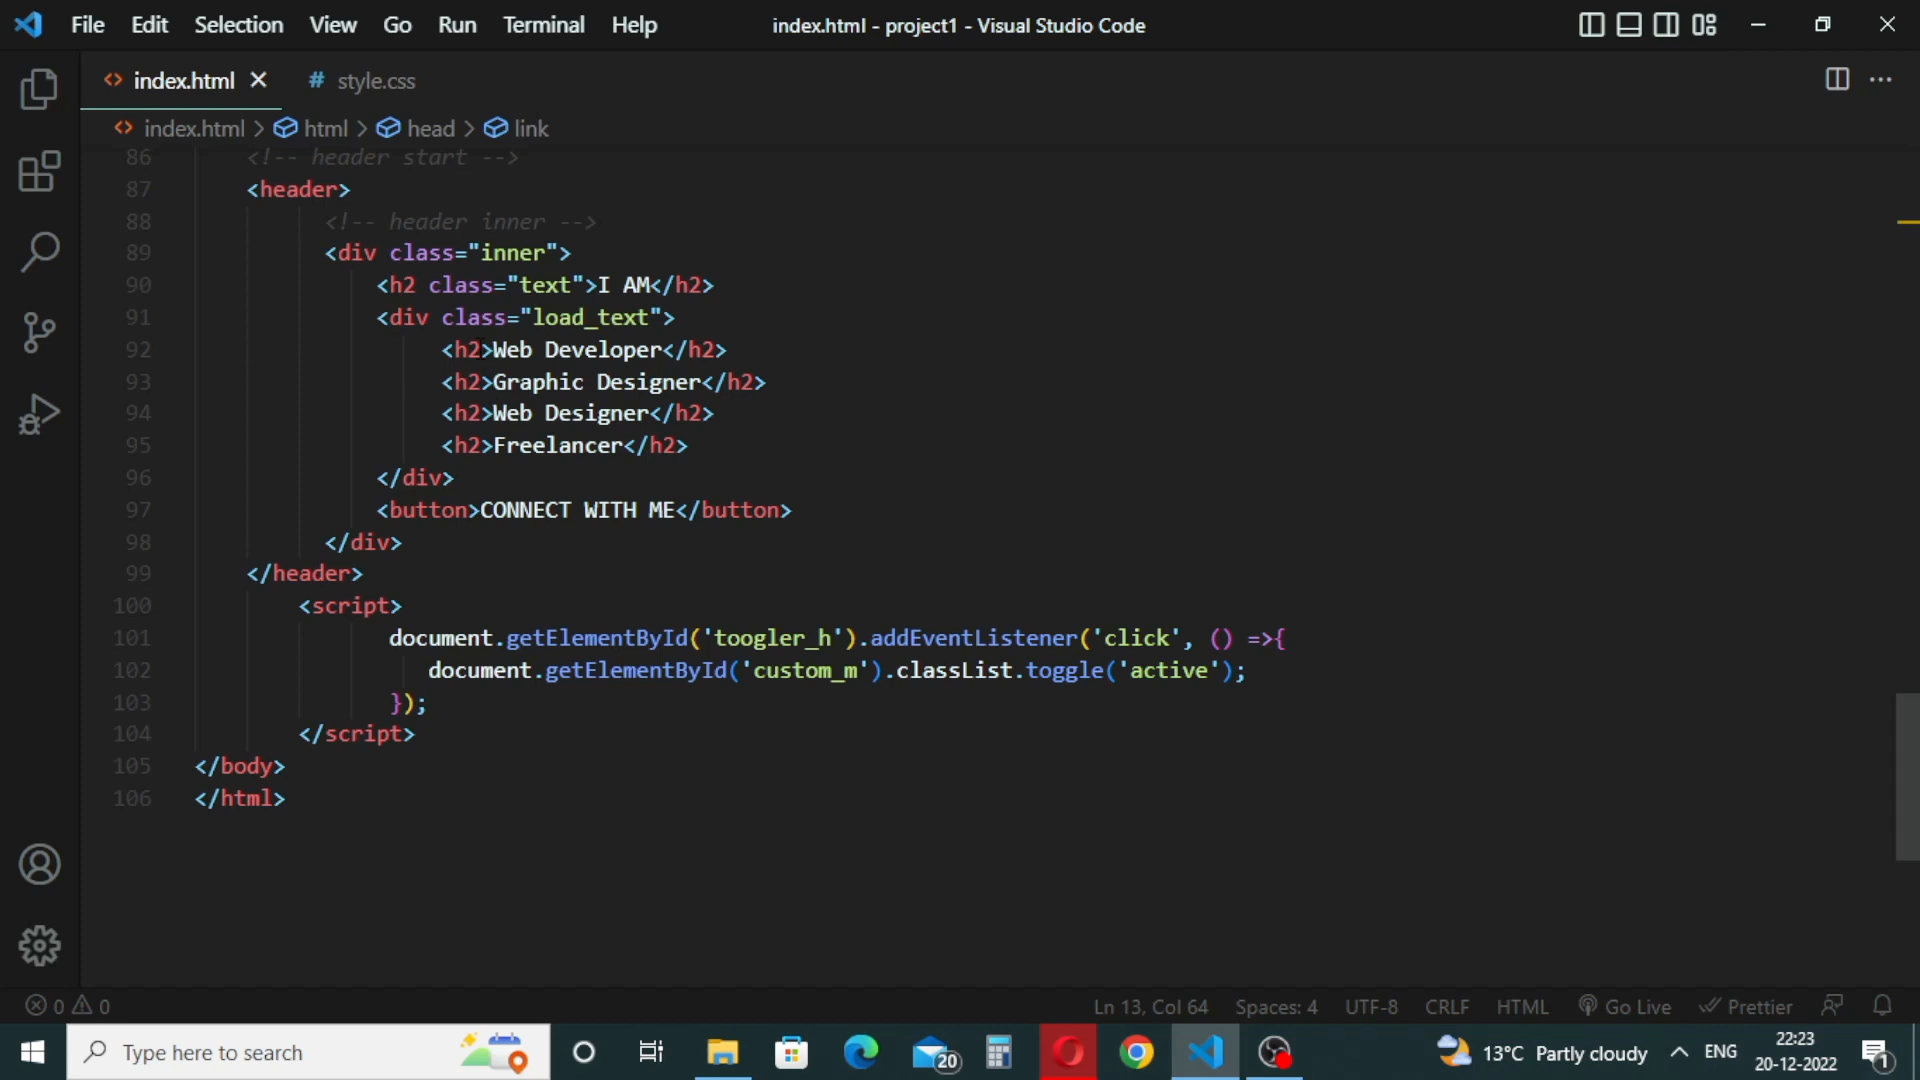 File Edit Selection View Go Run Terminal Help index.html - project1 - Visual Studio Code
index.html # style.css
index.html > html > head > link
86 <!-- header start -->
87 <header>
88 <!-- header inner -->
89 <div class="inner">
90 <h2 class="text">I AM</h2>
91 <div class="load_text">
92 <h2>Web Developer</h2>
93 <h2>Graphic Designer</h2>
94 <h2>Web Designer</h2>
95 <h2>Freelancer</h2>
96 </div>
97 <button>CONNECT WITH ME</button>
98 </div>
99 </header>
100 <script>
101 document.getElementById('toogler_h').addEventListener('click', () =>{
102 document.getElementById('custom_m').classList.toggle('active');
103 });
104 </script>
105 </body>
106 </html>
0 0 Ln 13, Col 64 Spaces: 4 UTF-8 CRLF HTML Go Live Prettier
Type here to search 20 13°C Partly cloudy ENG 22:23
20-12-2022 1